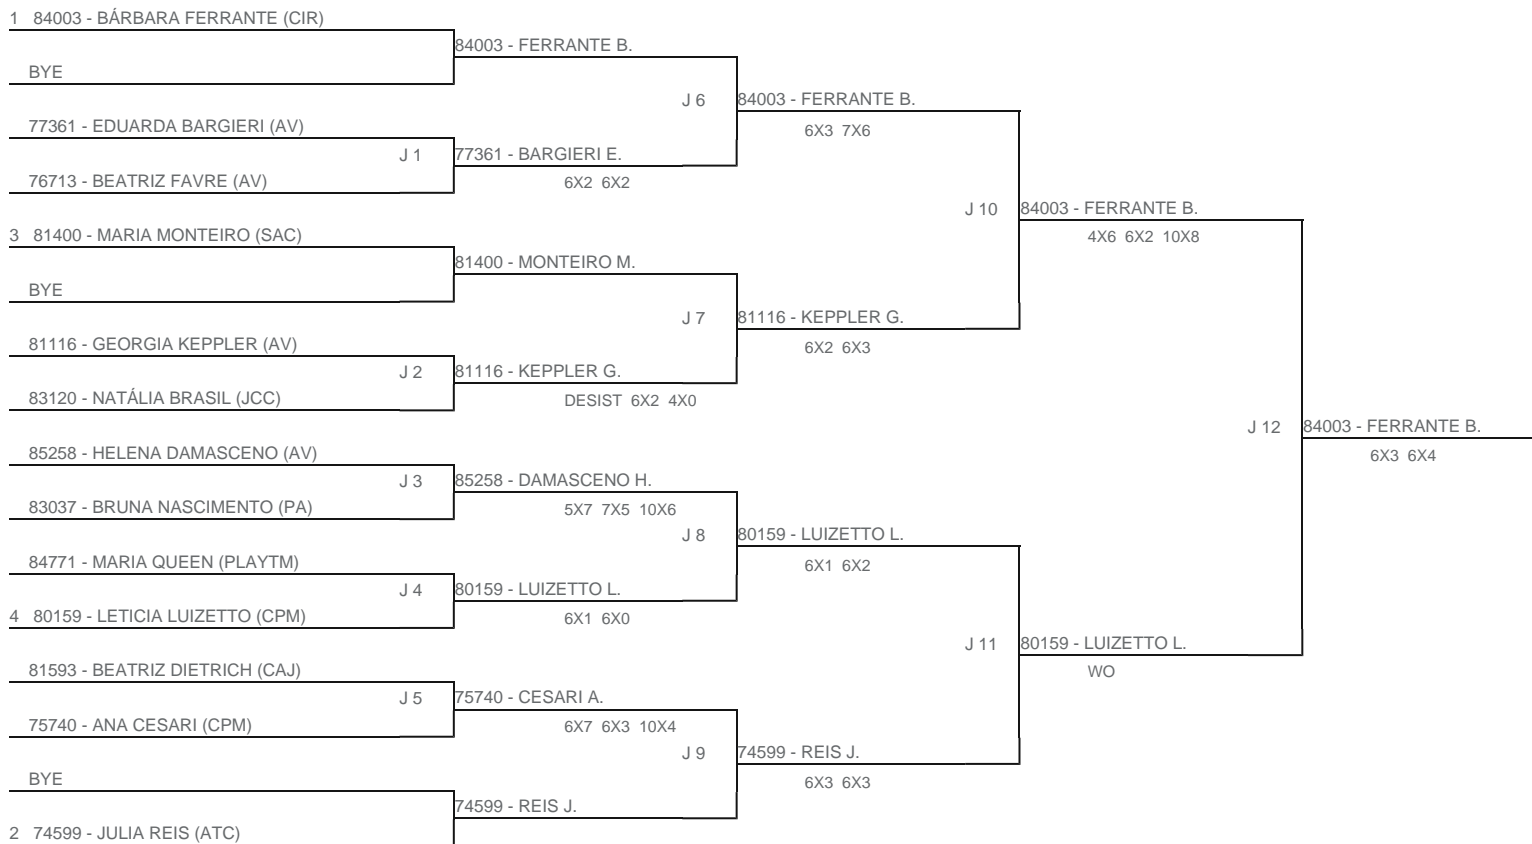 1 84003 - BÁRBARA FERRANTE (CIR)
84003 - FERRANTE B.
BYE
J 6
84003 - FERRANTE B.
6X3 7X6
77361 - EDUARDA BARGIERI (AV)
J 1
77361 - BARGIERI E.
6X2 6X2
76713 - BEATRIZ FAVRE (AV)
J 10
84003 - FERRANTE B.
4X6 6X2 10X8
3 81400 - MARIA MONTEIRO (SAC)
81400 - MONTEIRO M.
BYE
J 7
81116 - KEPPLER G.
6X2 6X3
81116 - GEORGIA KEPPLER (AV)
J 2
81116 - KEPPLER G.
DESIST 6X2 4X0
83120 - NATÁLIA BRASIL (JCC)
J 12
84003 - FERRANTE B.
6X3 6X4
85258 - HELENA DAMASCENO (AV)
J 3
85258 - DAMASCENO H.
5X7 7X5 10X6
83037 - BRUNA NASCIMENTO (PA)
J 8
80159 - LUIZETTO L.
6X1 6X2
84771 - MARIA QUEEN (PLAYTM)
J 4
80159 - LUIZETTO L.
6X1 6X0
4 80159 - LETICIA LUIZETTO (CPM)
J 11
80159 - LUIZETTO L.
WO
81593 - BEATRIZ DIETRICH (CAJ)
J 5
75740 - CESARI A.
6X7 6X3 10X4
75740 - ANA CESARI (CPM)
J 9
74599 - REIS J.
6X3 6X3
BYE
74599 - REIS J.
2 74599 - JULIA REIS (ATC)